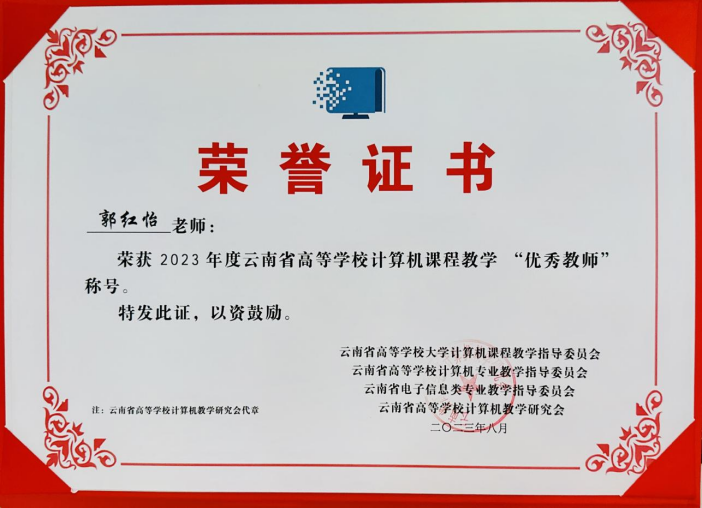 荣誉证书
郭红怡老师：
荣获 2023 年度云南省高等学校计算机课程教学 “优秀教师”
称号。
特发此证，以资鼓励。
云南省高等学校大学计算机课程教学指导委员会
云南省高等学校计算机专业教学指导委员会
云南省电子信息类专业教学指导委员会
云南省高等学校计算机教学研究会
注：云南省高等学校计算机教学研究会代章
二〇二三年八月